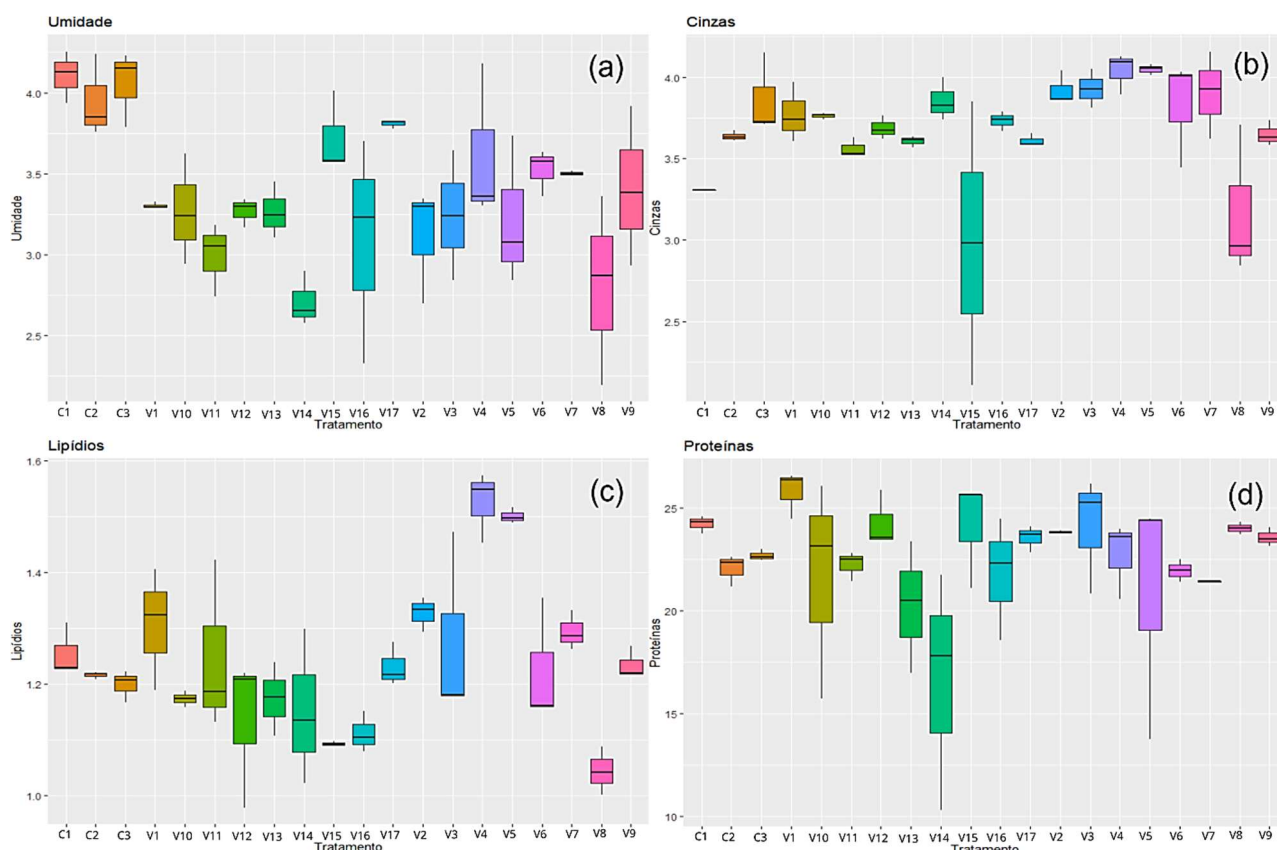 Umidade
(a)
Umidade
4.0
3.5
3.0
2.5
C1 C2 C3 V1 V10 V11 V12 V13 V14 V15 V16 V17 V2 V3 V4 V5 V6 V7 V8 V9
Tratamento
Cinzas
(b)
Cinzas
4.0
3.5
3.0
2.5
C1 C2 C3 V1 V10 V11 V12 V13 V14 V15 V16 V17 V2 V3 V4 V5 V6 V7 V8 V9
Tratamento
Lipídios
(c)
Lipídios
1.6
1.4
1.2
1.0
C1 C2 C3 V1 V10 V11 V12 V13 V14 V15 V16 V17 V2 V3 V4 V5 V6 V7 V8 V9
Tratamento
Proteínas
(d)
Proteínas
25
20
15
10
C1 C2 C3 V1 V10 V11 V12 V13 V14 V15 V16 V17 V2 V3 V4 V5 V6 V7 V8 V9
Tratamento